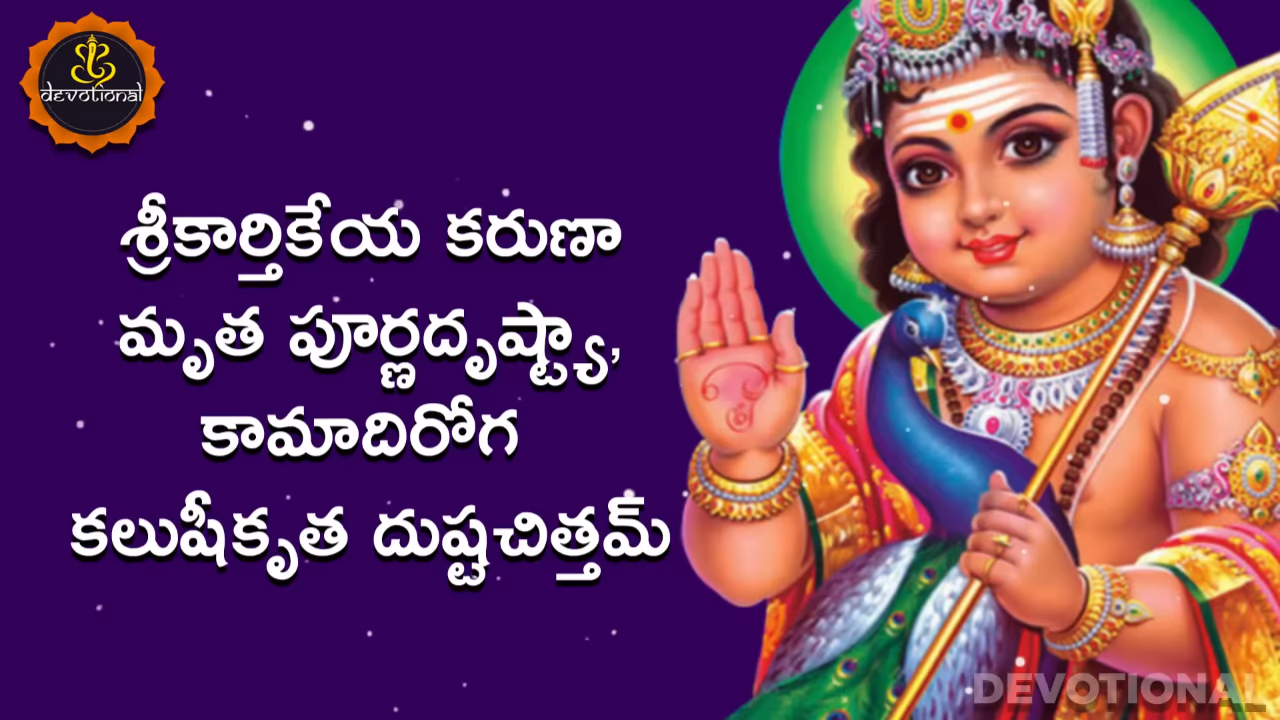 devotional
శ్రీకార్తికేయ కరుణా
మృత పూర్ణదృష్ట్యా,
కామాదిరోగ
కలుషీకృత దుష్టచిత్తమ్
DEVOTIONAL